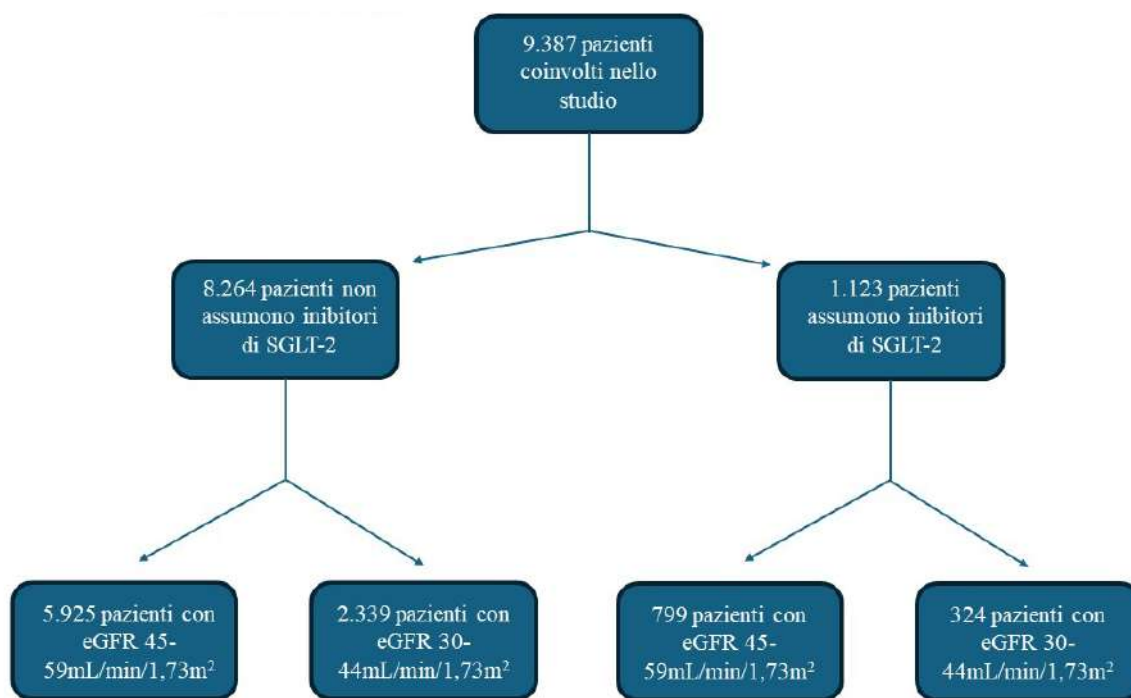 9.387 pazienti
coinvolti nello
studio
8.264 pazienti non
assumono inibitori
di SGLT-2
1.123 pazienti
assumono inibitori
di SGLT-2
5.925 pazienti con
eGFR 45-
59mL/min/1,73m²
2.339 pazienti con
eGFR 30-
44mL/min/1,73m²
799 pazienti con
eGFR 45-
59mL/min/1,73m²
324 pazienti con
eGFR 30-
44mL/min/1,73m²